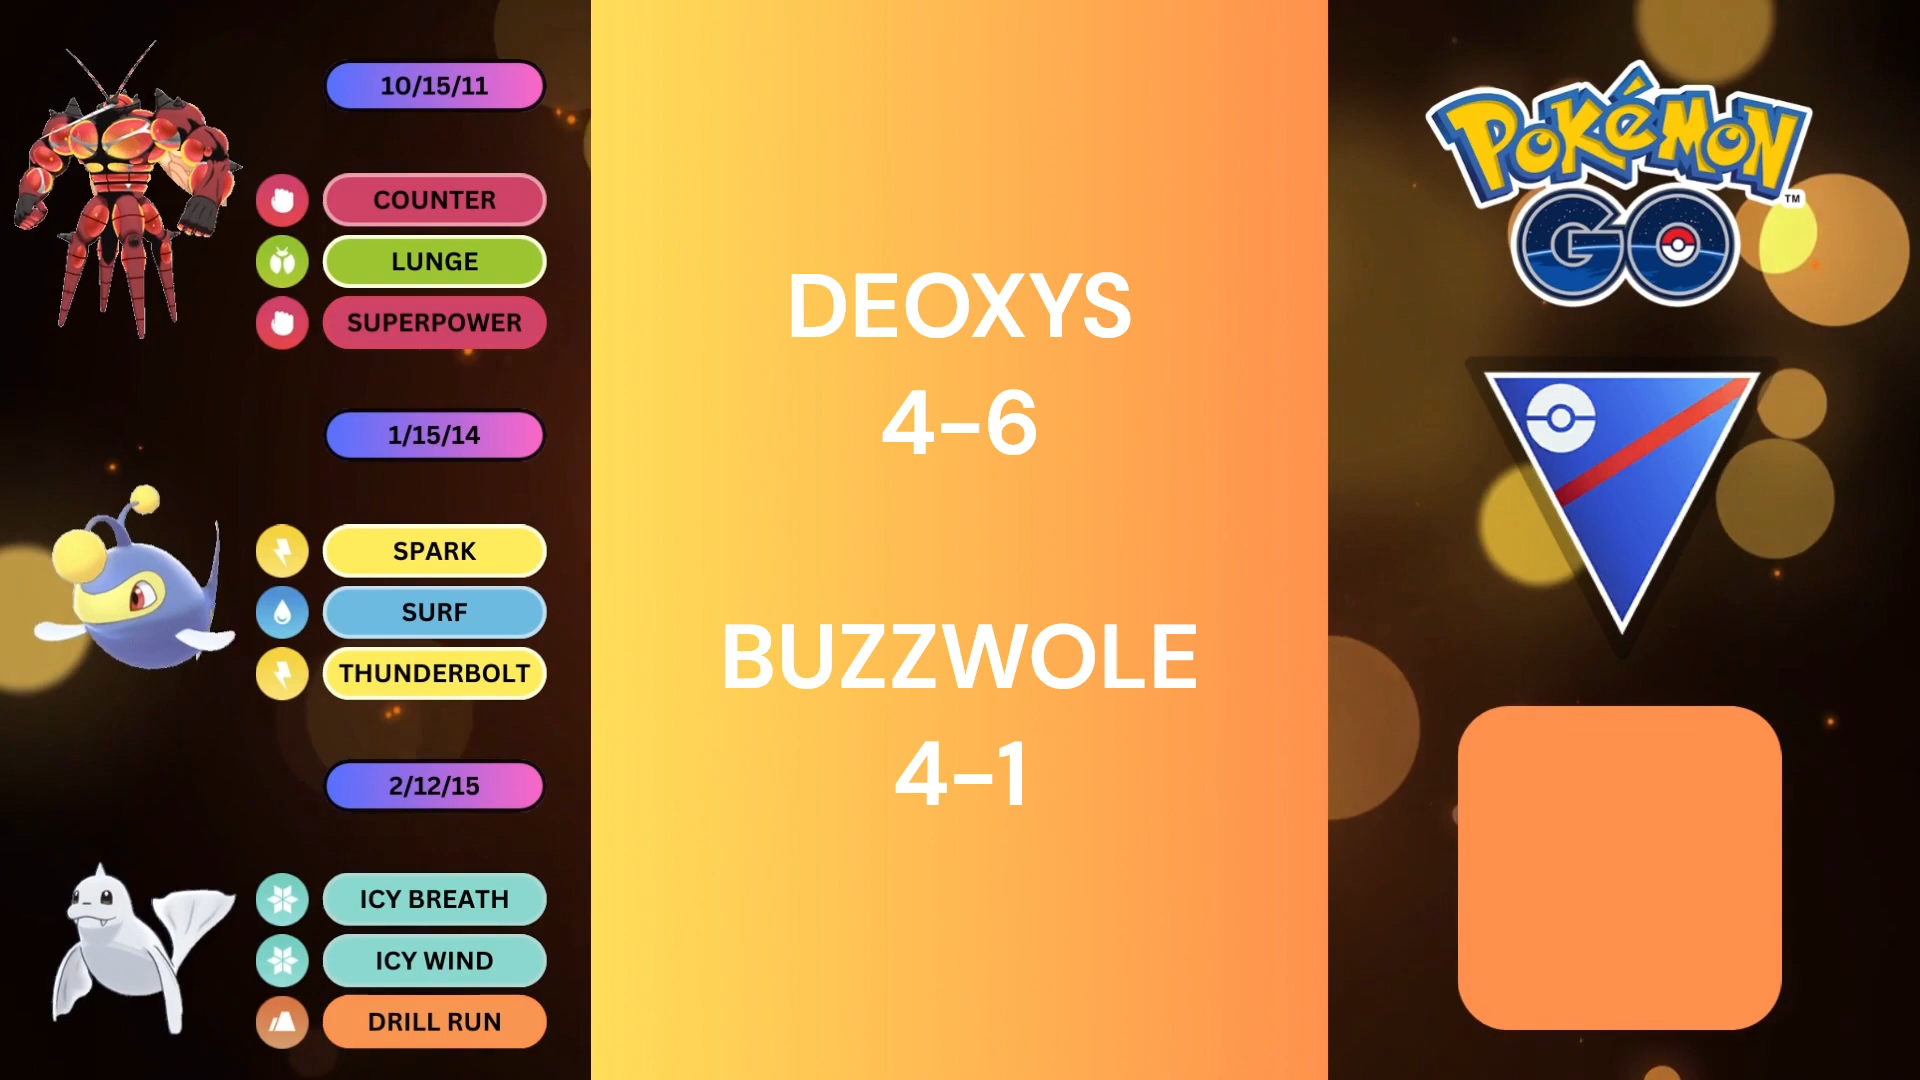 10/15/11
COUNTER
LUNGE
SUPERPOWER
1/15/14
SPARK
SURF
THUNDERBOLT
2/12/15
ICY BREATH
ICY WIND
DRILL RUN
DEOXYS
4-6
BUZZWOLE
4-1
POKéMON
GO
TM